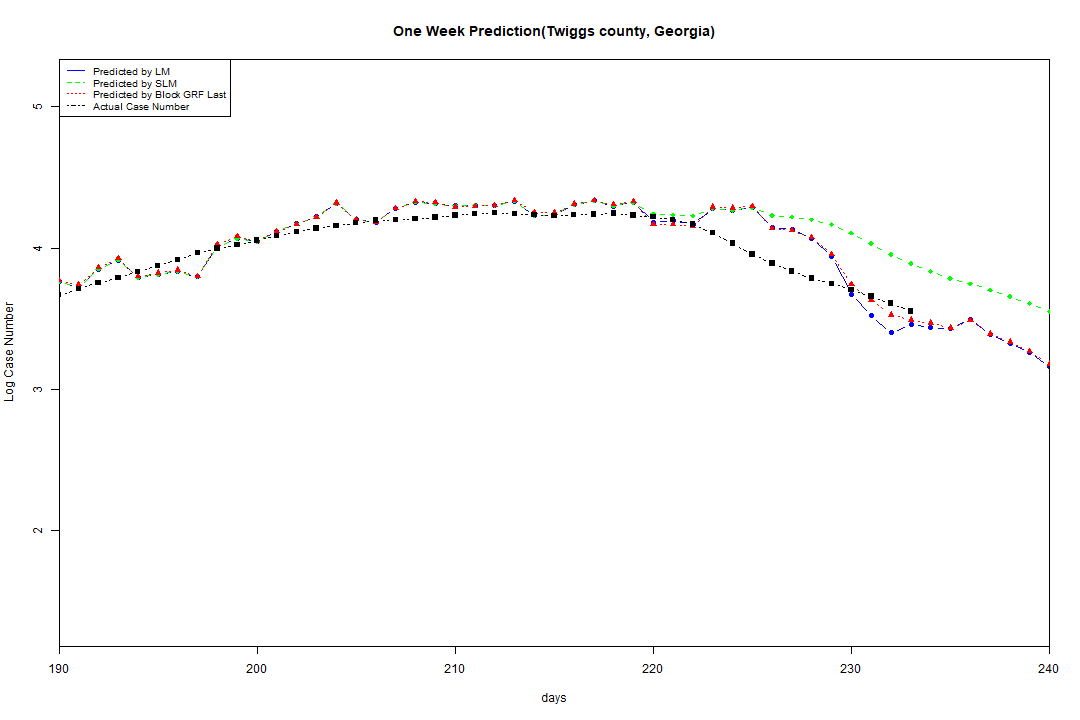 One Week Prediction(Twiggs county, Georgia)
Predicted by LM
Predicted by SLM
Predicted by Block GRF Last
Actual Case Number
5
4
3
2
Log Case Number
190 200 210 220 230 240
days